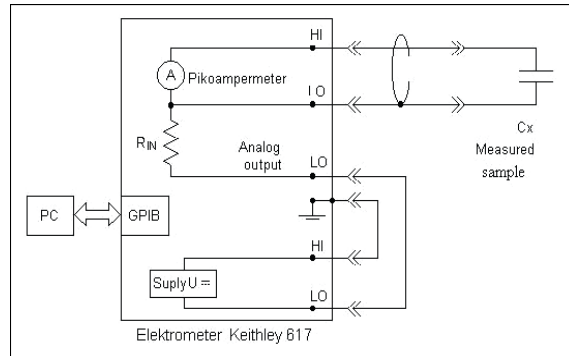 HI
A
Pikoampermeter
IO
RIN
Analog
output
LO
Cx
Measured
sample
PC
GPIB
HI
SuplyU=
LO
Elektrometer Keithley 617